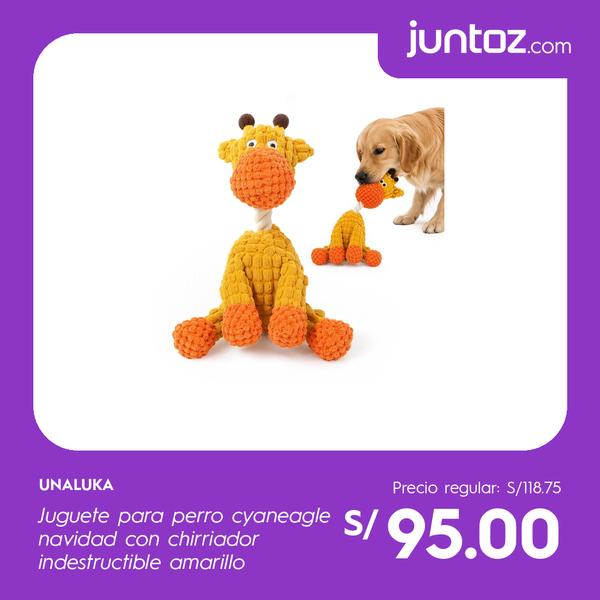 juntoz.com
UNALUKA
Juguete para perro cyaneagle
navidad con chirriador
indestructible amarillo
Precio regular: S/118.75
S/ 95.00